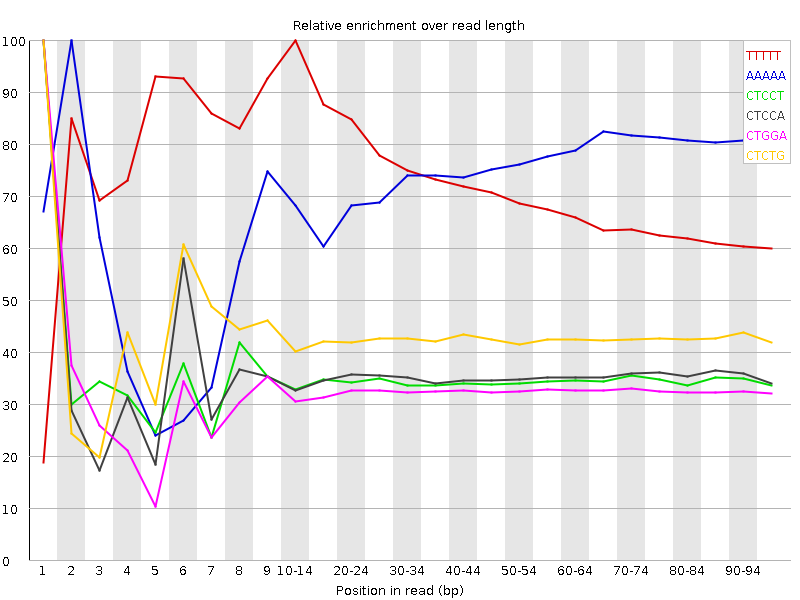 Relative enrichment over read length
100
90
80
70
60
50
40
30
20
10
0
TTTTT
AAAAA
CTCCT
CTCCA
CTGGA
CTCTG
1 2 3 4 5 6 7 8 9 10-14 20-24 30-34 40-44 50-54 60-64 70-74 80-84 90-94
Position in read (bp)